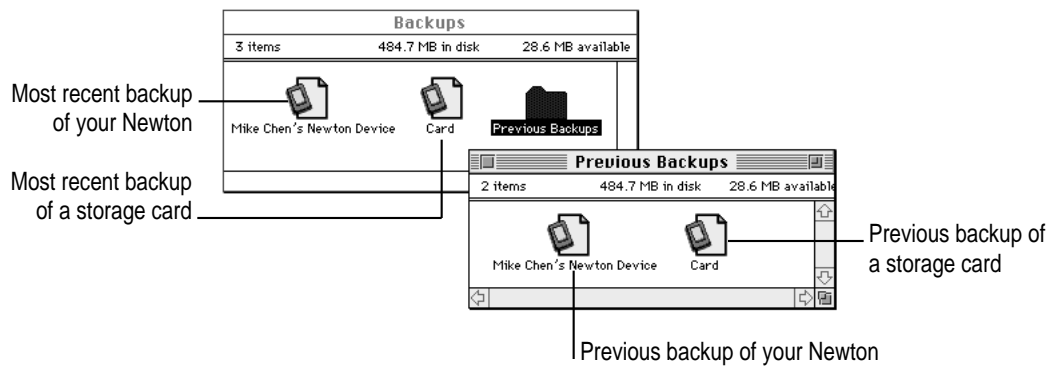 Backups
3 items 484.7 MB in disk 28.6 MB available
Most recent backup
of your Newton
Mike Chen's Newton Device Card Previous Backups
Most recent backup
of a storage card
Previous Backups
2 items 484.7 MB in disk 28.6 MB available
Mike Chen's Newton Device Card
Previous backup of
a storage card
Previous backup of your Newton